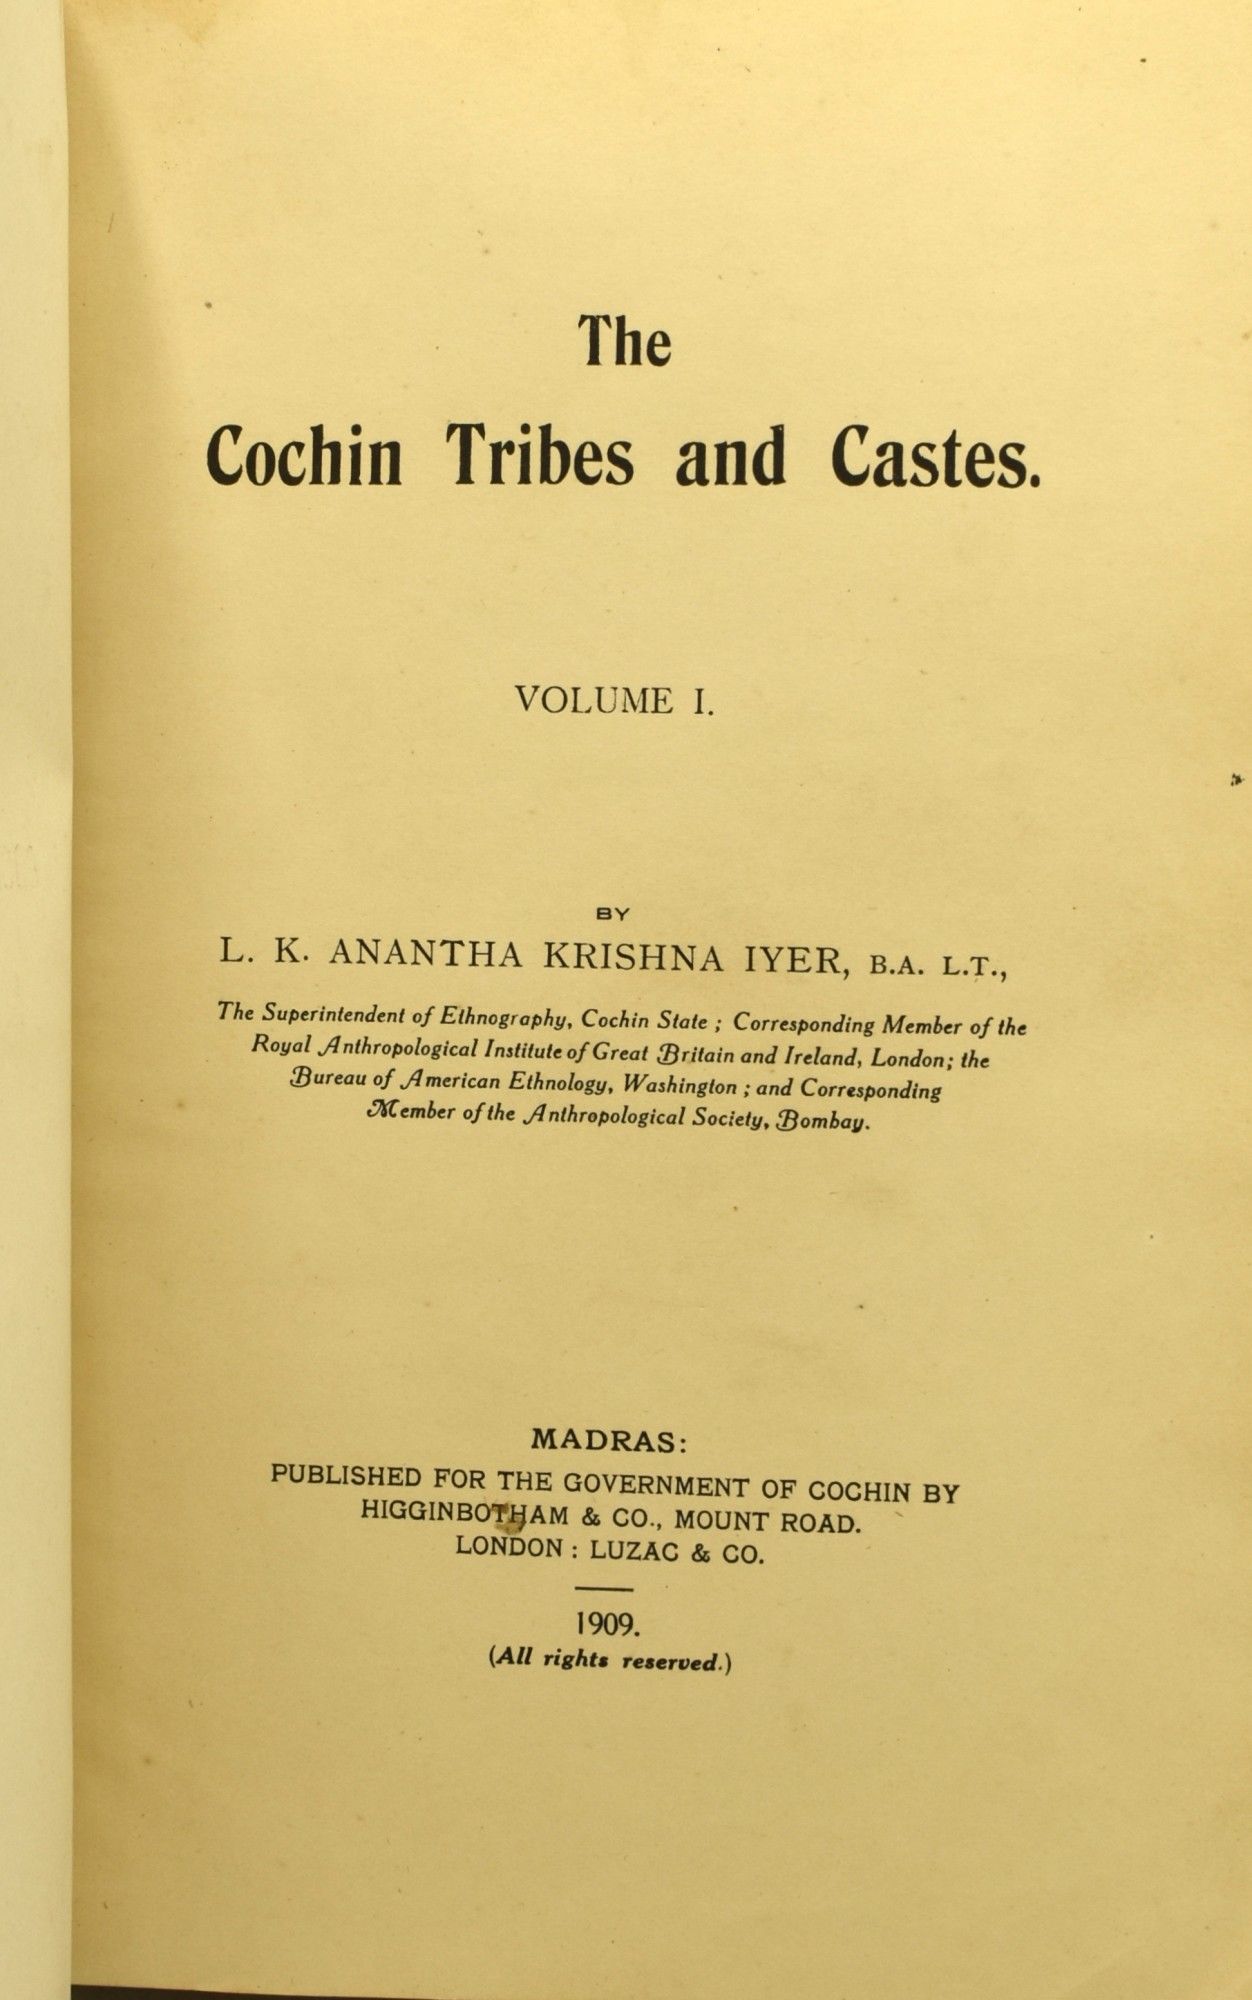 The
Cochin Tribes and Castes.
VOLUME I.
BY
L. K. ANANTHA KRISHNA IYER, B.A. L.T.,
The Superintendent of Ethnography, Cochin State ; Corresponding Member of the
Royal Anthropological Institute of Great Britain and Ireland, London; the
Bureau of American Ethnology, Washington ; and Corresponding
Member of the Anthropological Society, Bombay.
MADRAS:
PUBLISHED FOR THE GOVERNMENT OF COCHIN BY
HIGGINBOTHAM & CO., MOUNT ROAD.
LONDON : LUZAC & CO.
1909.
(All rights reserved.)